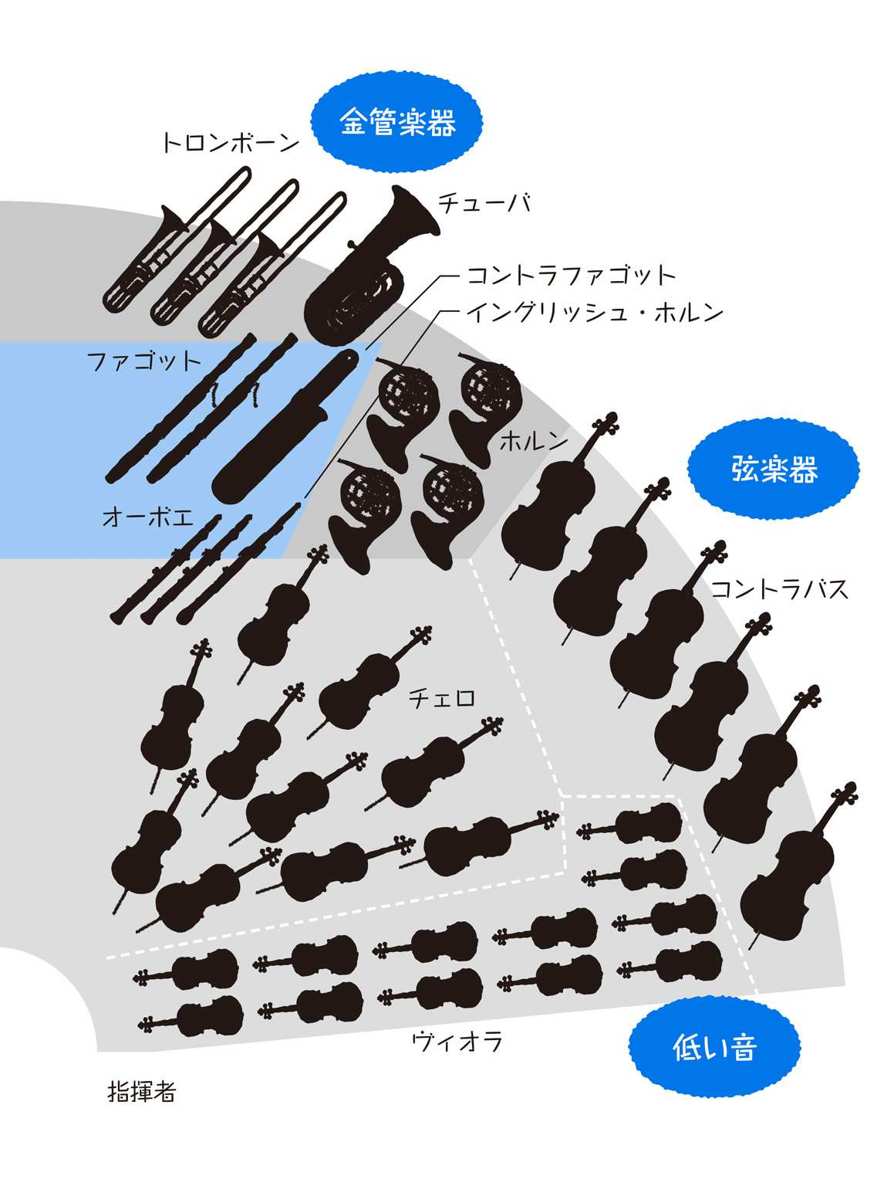 金管楽器
トロンボーン
チューバ
コントラファゴット
イングリッシュ・ホルン
ファゴット
ホルン
弦楽器
オーボエ
コントラバス
チェロ
ヴィオラ
低い音
指揮者